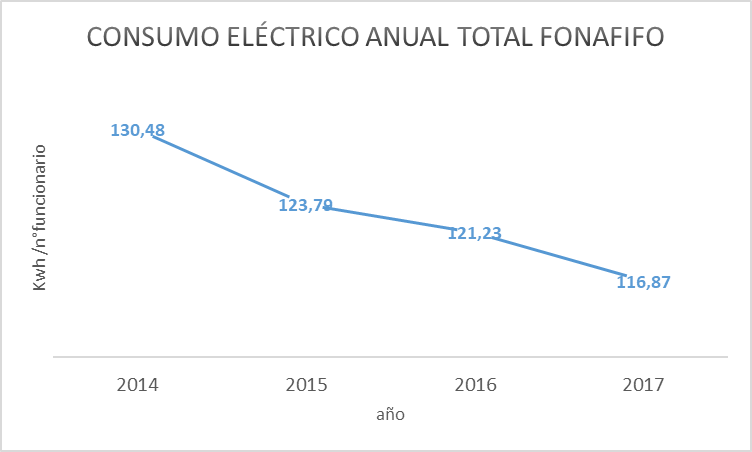 CONSUMO ELÉCTRICO ANUAL TOTAL FONAFIFO
Kwh /n°funcionario
130,48
123,79
121,23
116,87
2014 2015 2016 2017
año